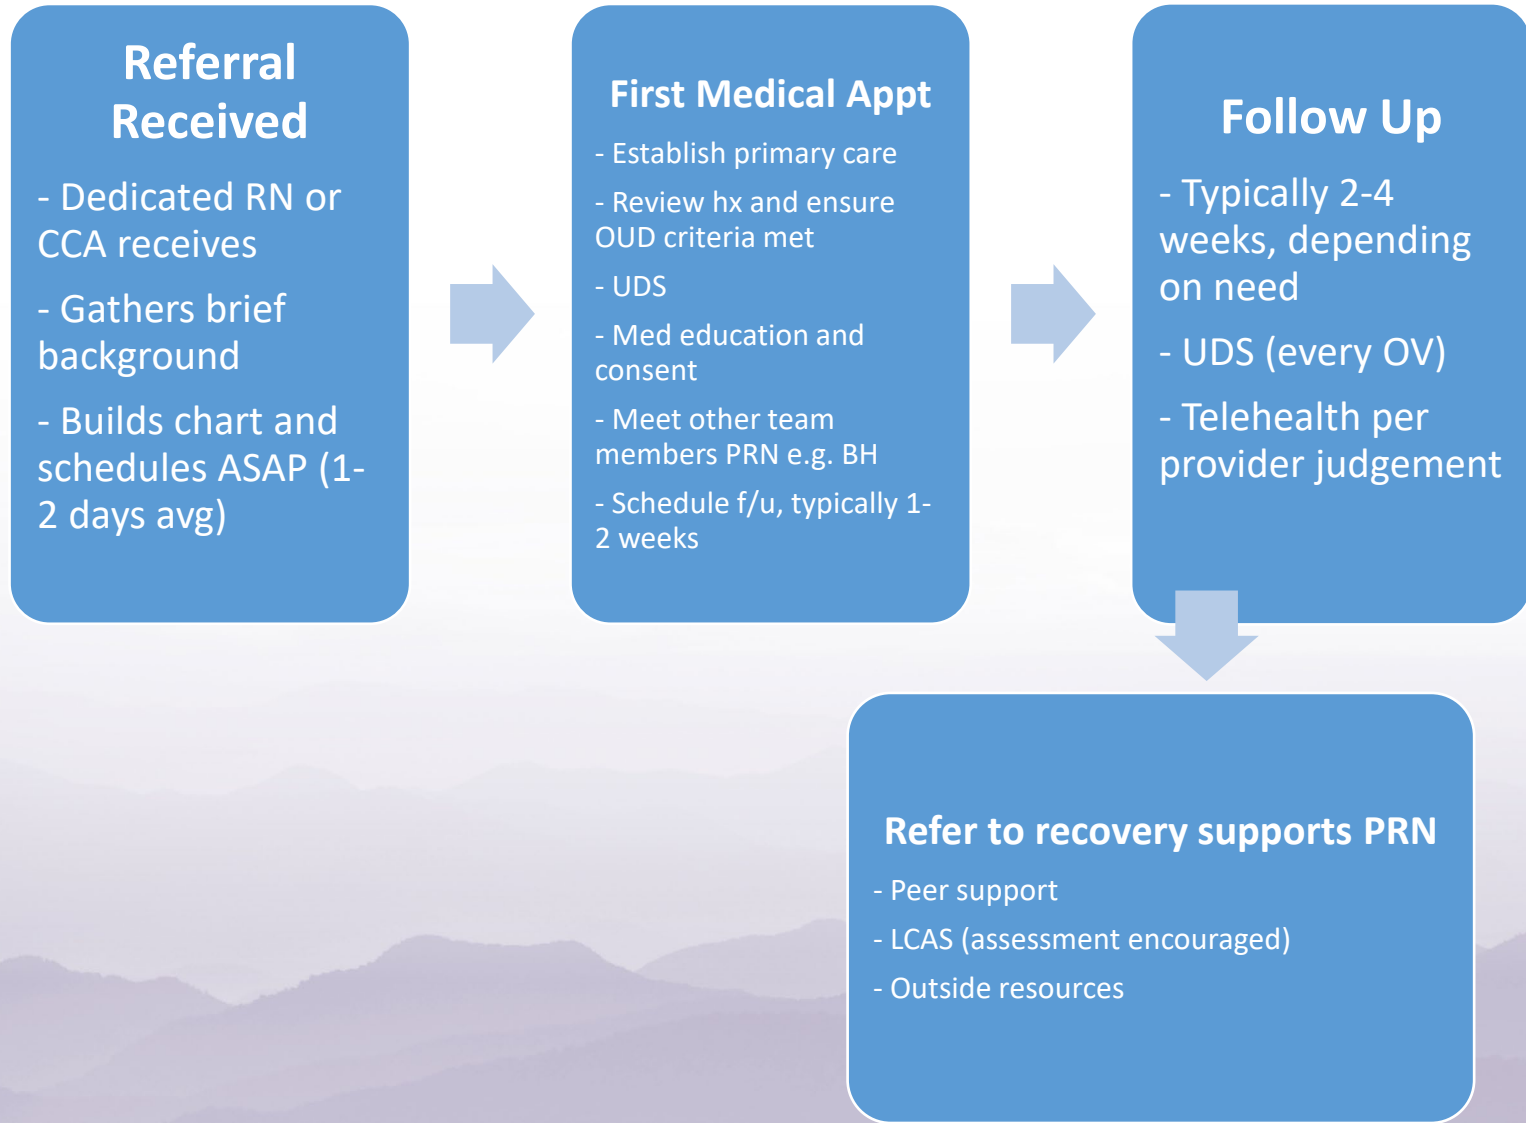 Referral
Received
- Dedicated RN or
CCA receives
- Gathers brief
background
- Builds chart and
schedules ASAP (1-
2 days avg)
First Medical Appt
- Establish primary care
- Review hx and ensure
OUD criteria met
- UDS
- Med education and
consent
- Meet other team
members PRN e.g. BH
- Schedule f/u, typically 1-
2 weeks
Follow Up
- Typically 2-4
weeks, depending
on need
- UDS (every OV)
- Telehealth per
provider judgement
Refer to recovery supports PRN
- Peer support
- LCAS (assessment encouraged)
- Outside resources